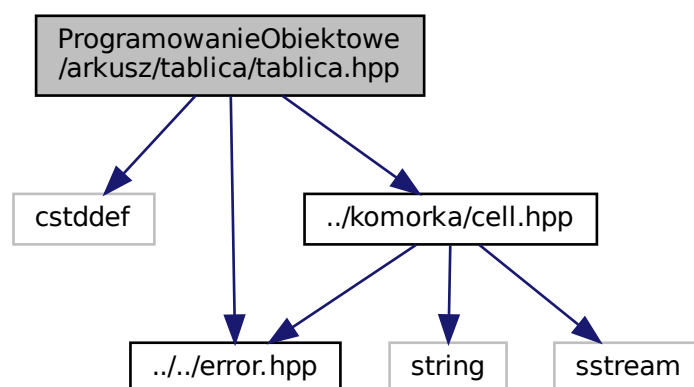 ProgramowanieObiektowe
/arkusz/tablica/tablica.hpp
cstddef
../komorka/cell.hpp
../../error.hpp
string
sstream